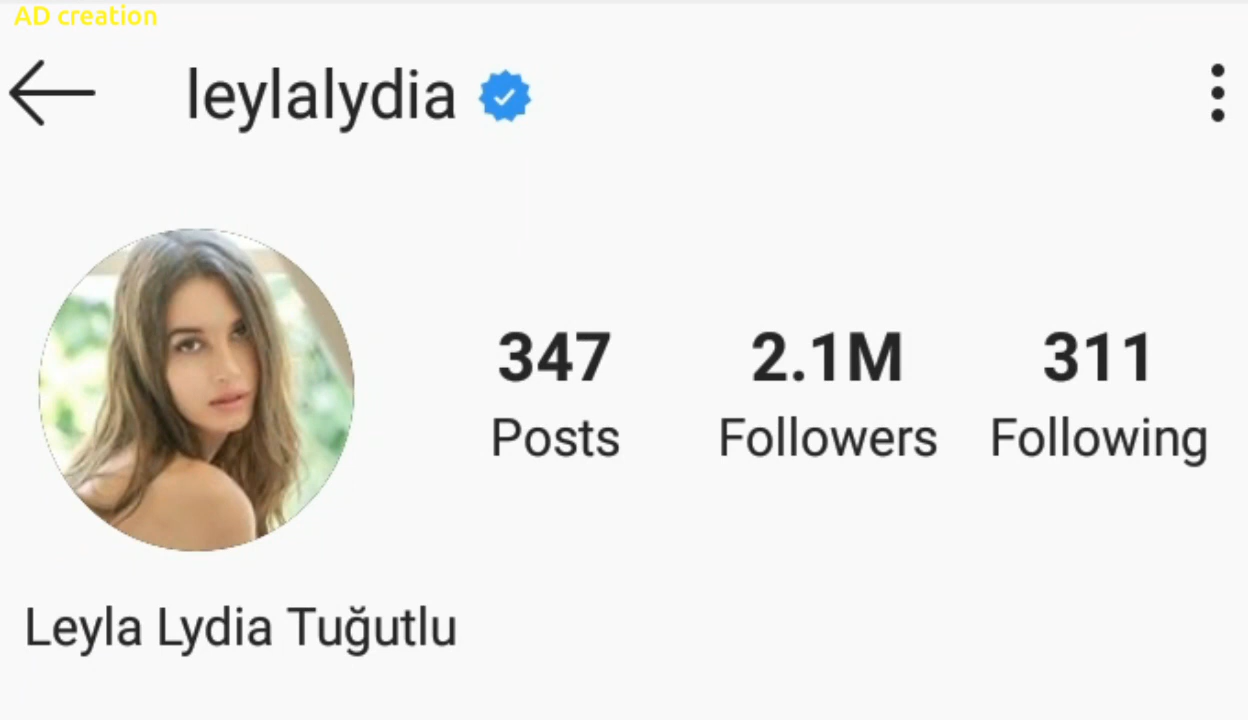 AD creation
leylalydia
347 2.1M 311
Posts Followers Following
Leyla Lydia Tuğutlu